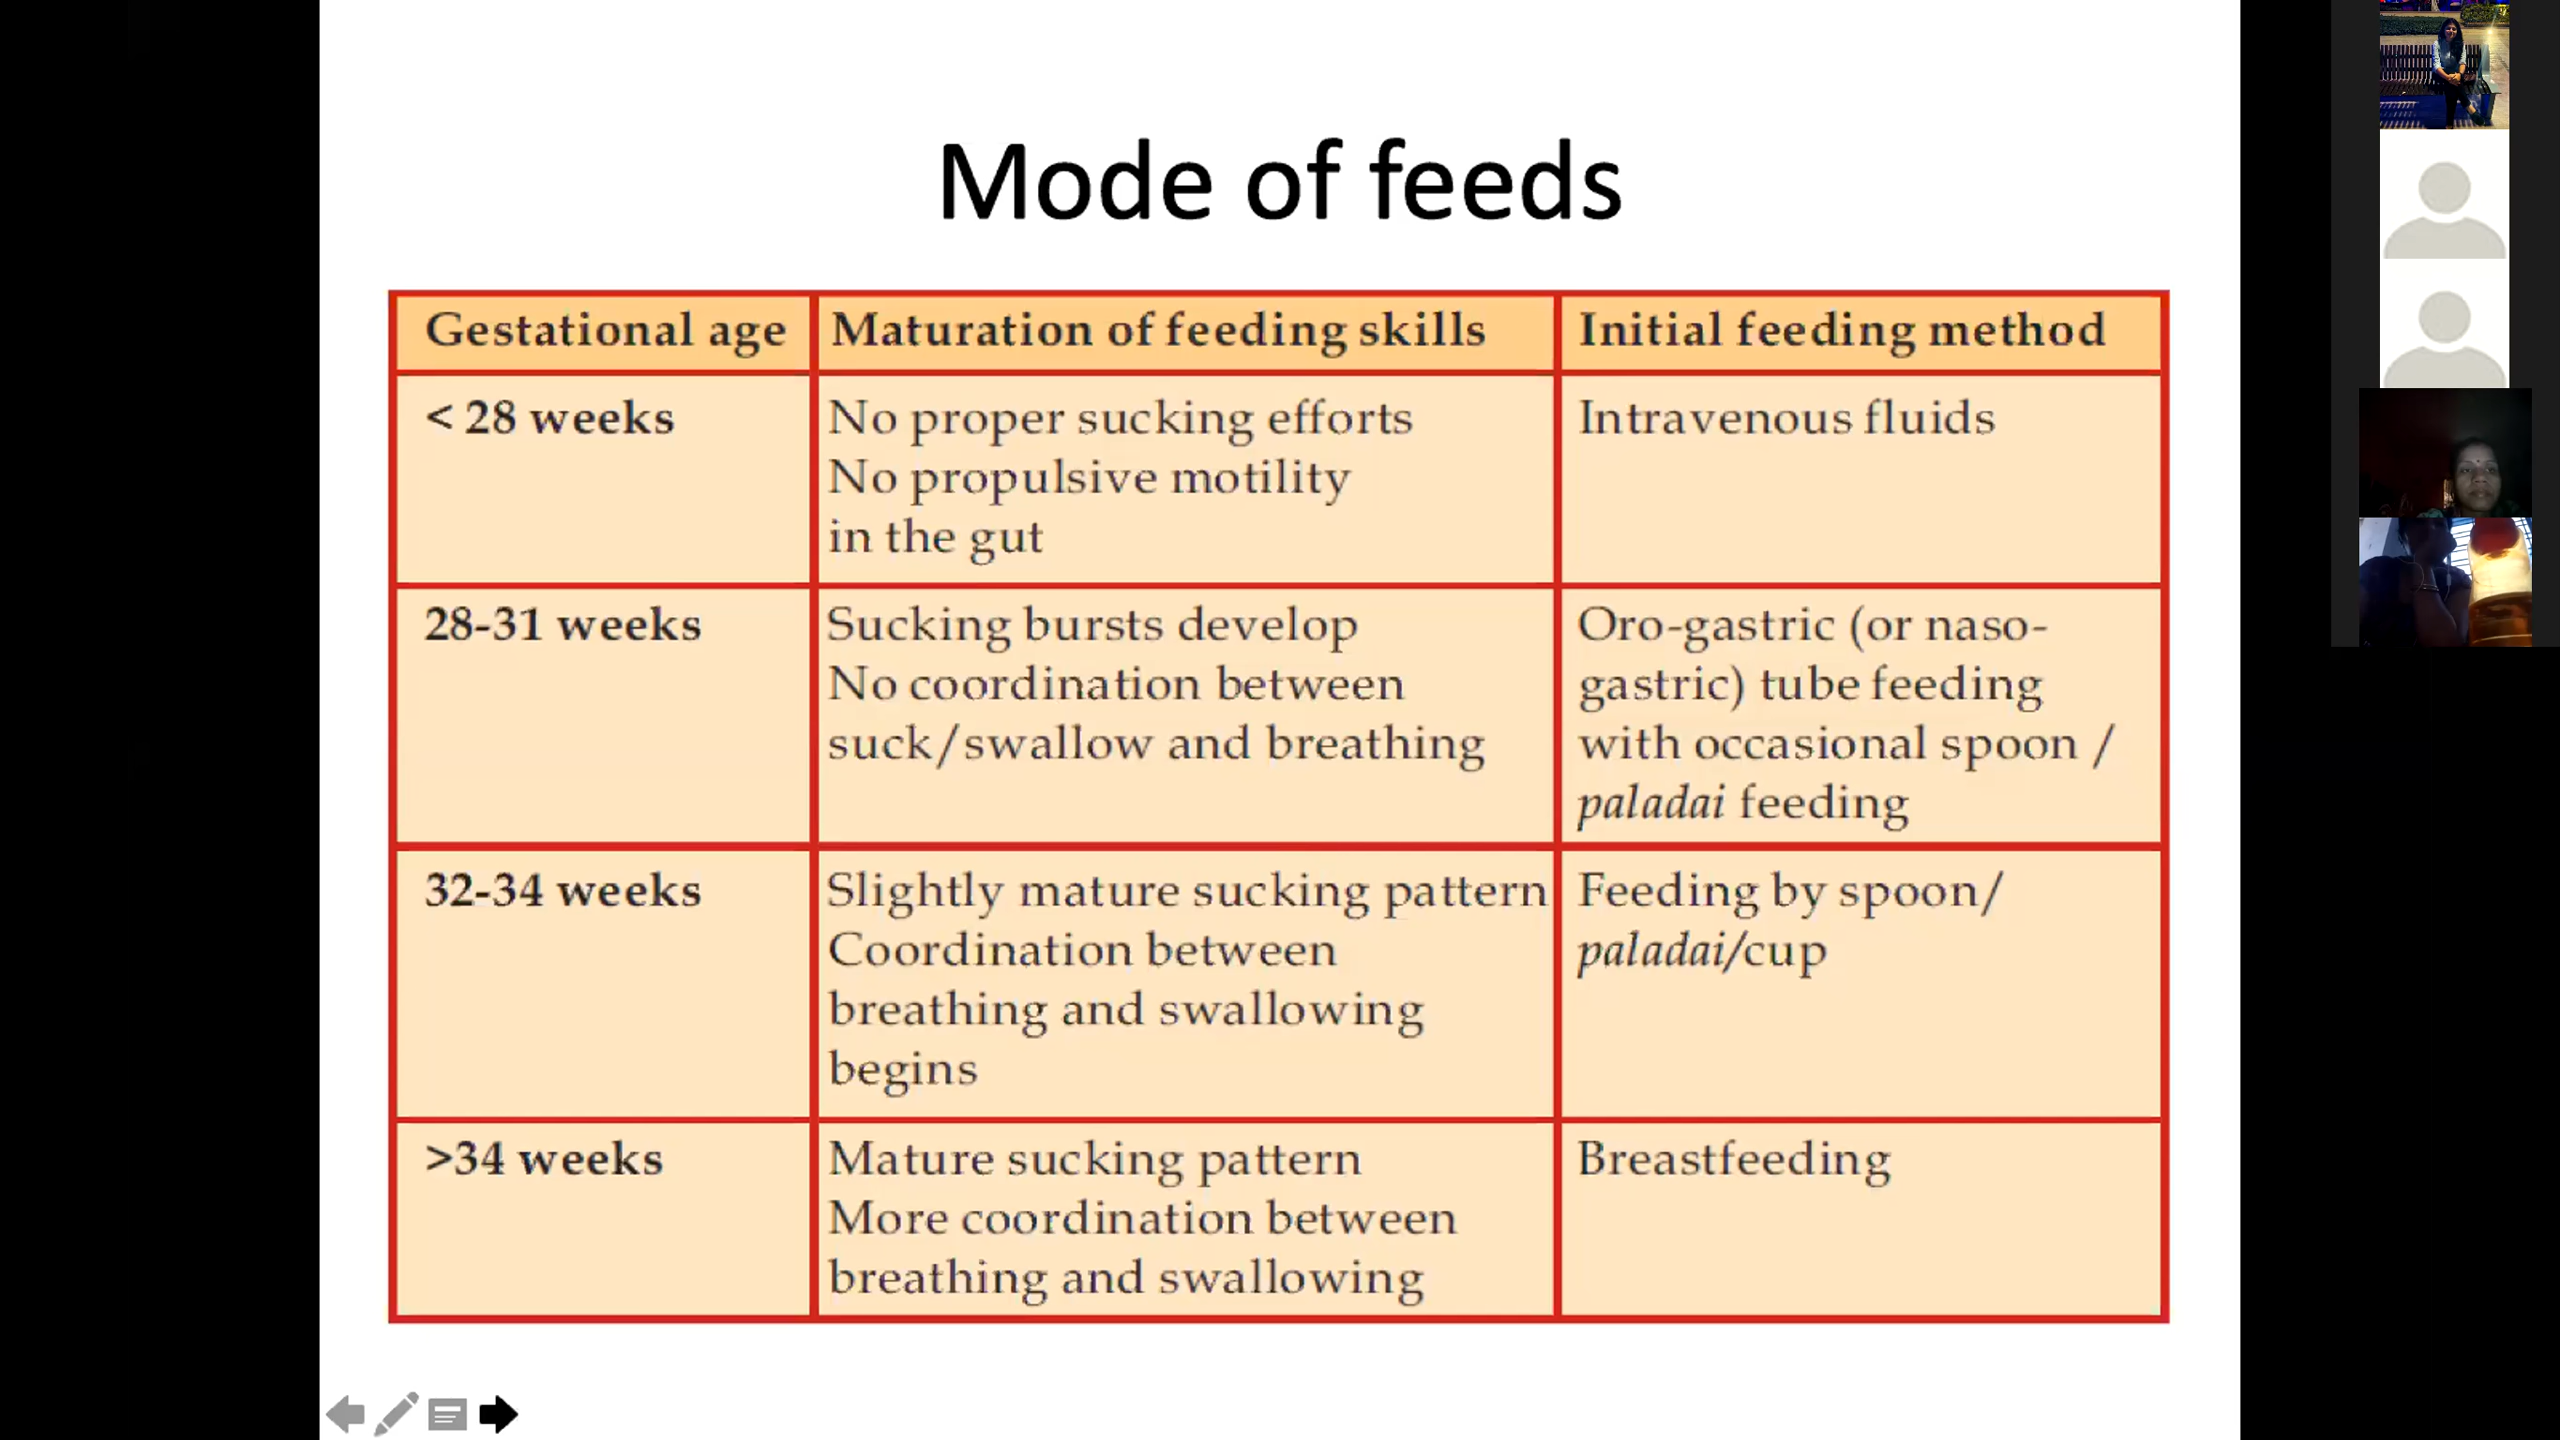 Mode of feeds
Gestational age
Maturation of feeding skills
Initial feeding method
< 28 weeks
No proper sucking efforts
No propulsive motility
in the gut
Intravenous fluids
28-31 weeks
Sucking bursts develop
No coordination between
suck/swallow and breathing
Oro-gastric (or naso-
gastric) tube feeding
with occasional spoon /
paladai feeding
32-34 weeks
Slightly mature sucking pattern
Coordination between
breathing and swallowing
begins
Feeding by spoon/
paladai/cup
>34 weeks
Mature sucking pattern
More coordination between
breathing and swallowing
Breastfeeding